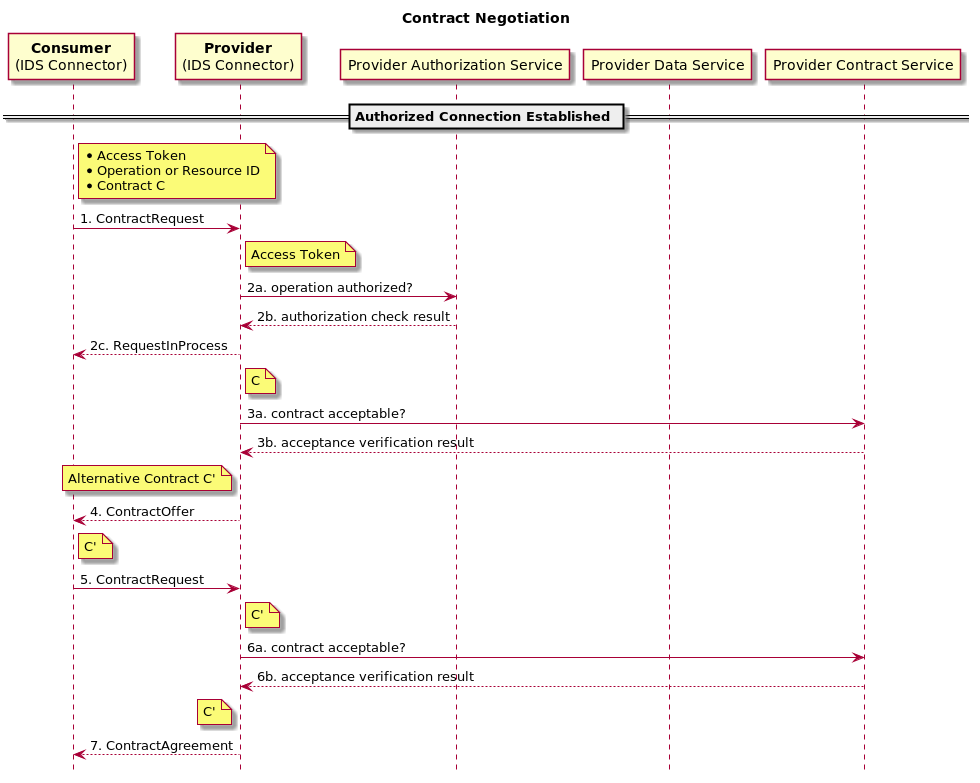 Contract Negotiation
Consumer
(IDS Connector)
Provider
(IDS Connector)
Provider Authorization Service
Provider Data Service
Provider Contract Service
Authorized Connection Established
• Access Token
• Operation or Resource ID
• Contract C
1. ContractRequest
Access Token
2a. operation authorized?
2b. authorization check result
2c. RequestInProcess
C
3a. contract acceptable?
3b. acceptance verification result
Alternative Contract C'
4. ContractOffer
C'
5. ContractRequest
C'
6a. contract acceptable?
6b. acceptance verification result
C'
7. ContractAgreement